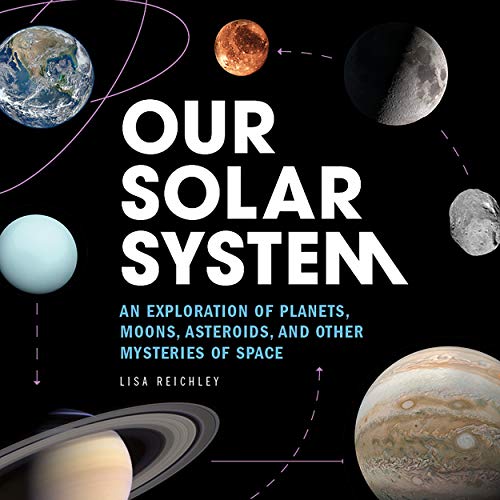 OUR
SOLAR
SYSTEM
AN EXPLORATION OF PLANETS,
MOONS, ASTEROIDS, AND OTHER
MYSTERIES OF SPACE
LISA REICHLEY